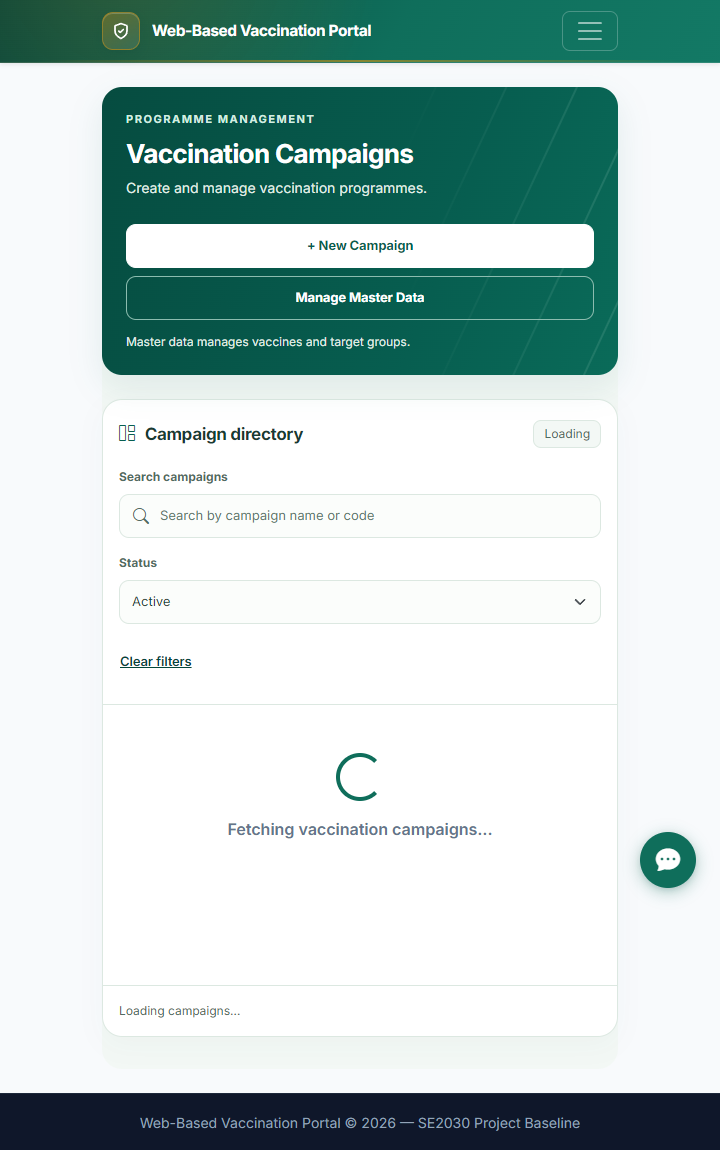 Web-Based Vaccination Portal
PROGRAMME MANAGEMENT
Vaccination Campaigns
Create and manage vaccination programmes.
+ New Campaign
Manage Master Data
Master data manages vaccines and target groups.
Campaign directory
Loading
Search campaigns
Search by campaign name or code
Status
Active
Clear filters
Fetching vaccination campaigns...
Loading campaigns...
Web-Based Vaccination Portal © 2026 — SE2030 Project Baseline